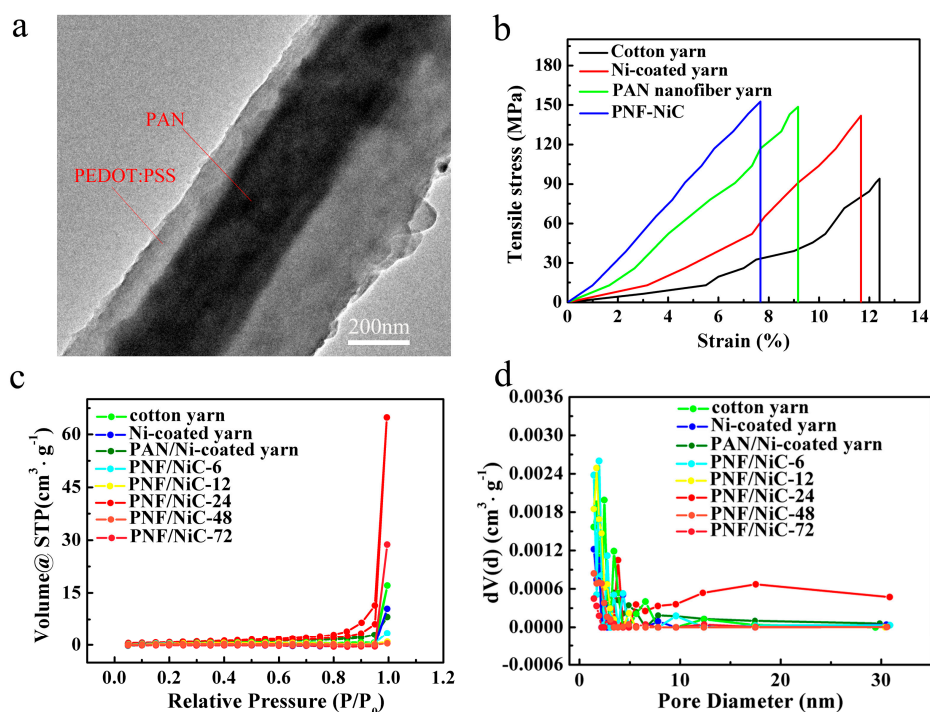 a
PAN
PEDOT:PSS
200nm
b
Tensile stress (MPa)
180
150
120
90
60
30
0
Cotton yarn
Ni-coated yarn
PAN nanofiber yarn
PNF-NiC
0 2 4 6 8 10 12 14
Strain (%)
c
Volume@ STP(cm³ · g⁻¹)
60
45
30
15
0
cotton yarn
Ni-coated yarn
PAN/Ni-coated yarn
PNF/NiC-6
PNF/NiC-12
PNF/NiC-24
PNF/NiC-48
PNF/NiC-72
0.0 0.2 0.4 0.6 0.8 1.0 1.2
Relative Pressure (P/P₀)
d
dV(d) (cm³ · g⁻¹)
0.0036
0.0030
0.0024
0.0018
0.0012
0.0006
0.0000
-0.0006
cotton yarn
Ni-coated yarn
PAN/Ni-coated yarn
PNF/NiC-6
PNF/NiC-12
PNF/NiC-24
PNF/NiC-48
PNF/NiC-72
0 10 20 30
Pore Diameter (nm)